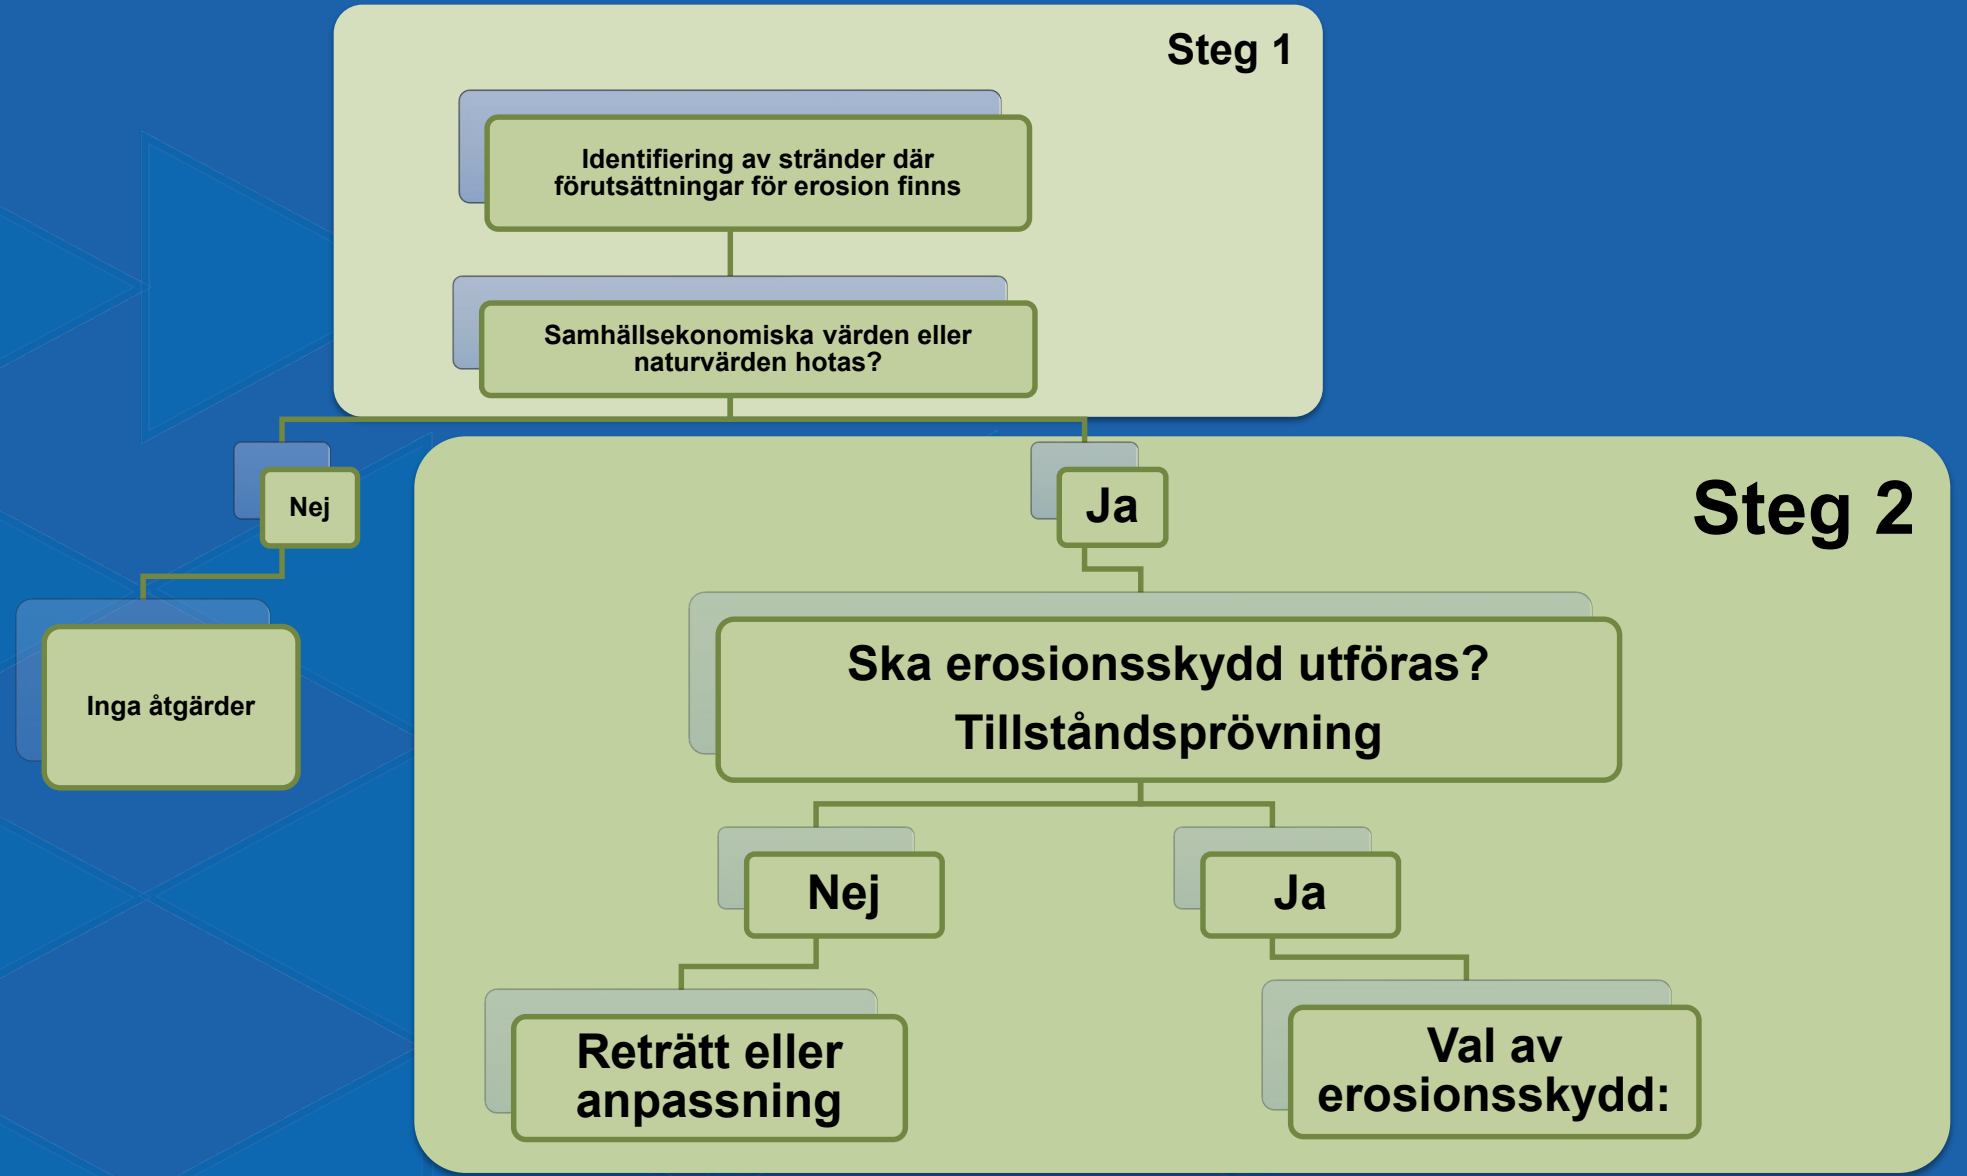 Steg 1
Identifiering av stränder där
förutsättningar för erosion finns
Samhällsekonomiska värden eller
naturvärden hotas?
Nej
Ja
Steg 2
Inga åtgärder
Ska erosionsskydd utföras?
Tillståndsprövning
Nej
Ja
Reträtt eller
anpassning
Val av
erosionsskydd: